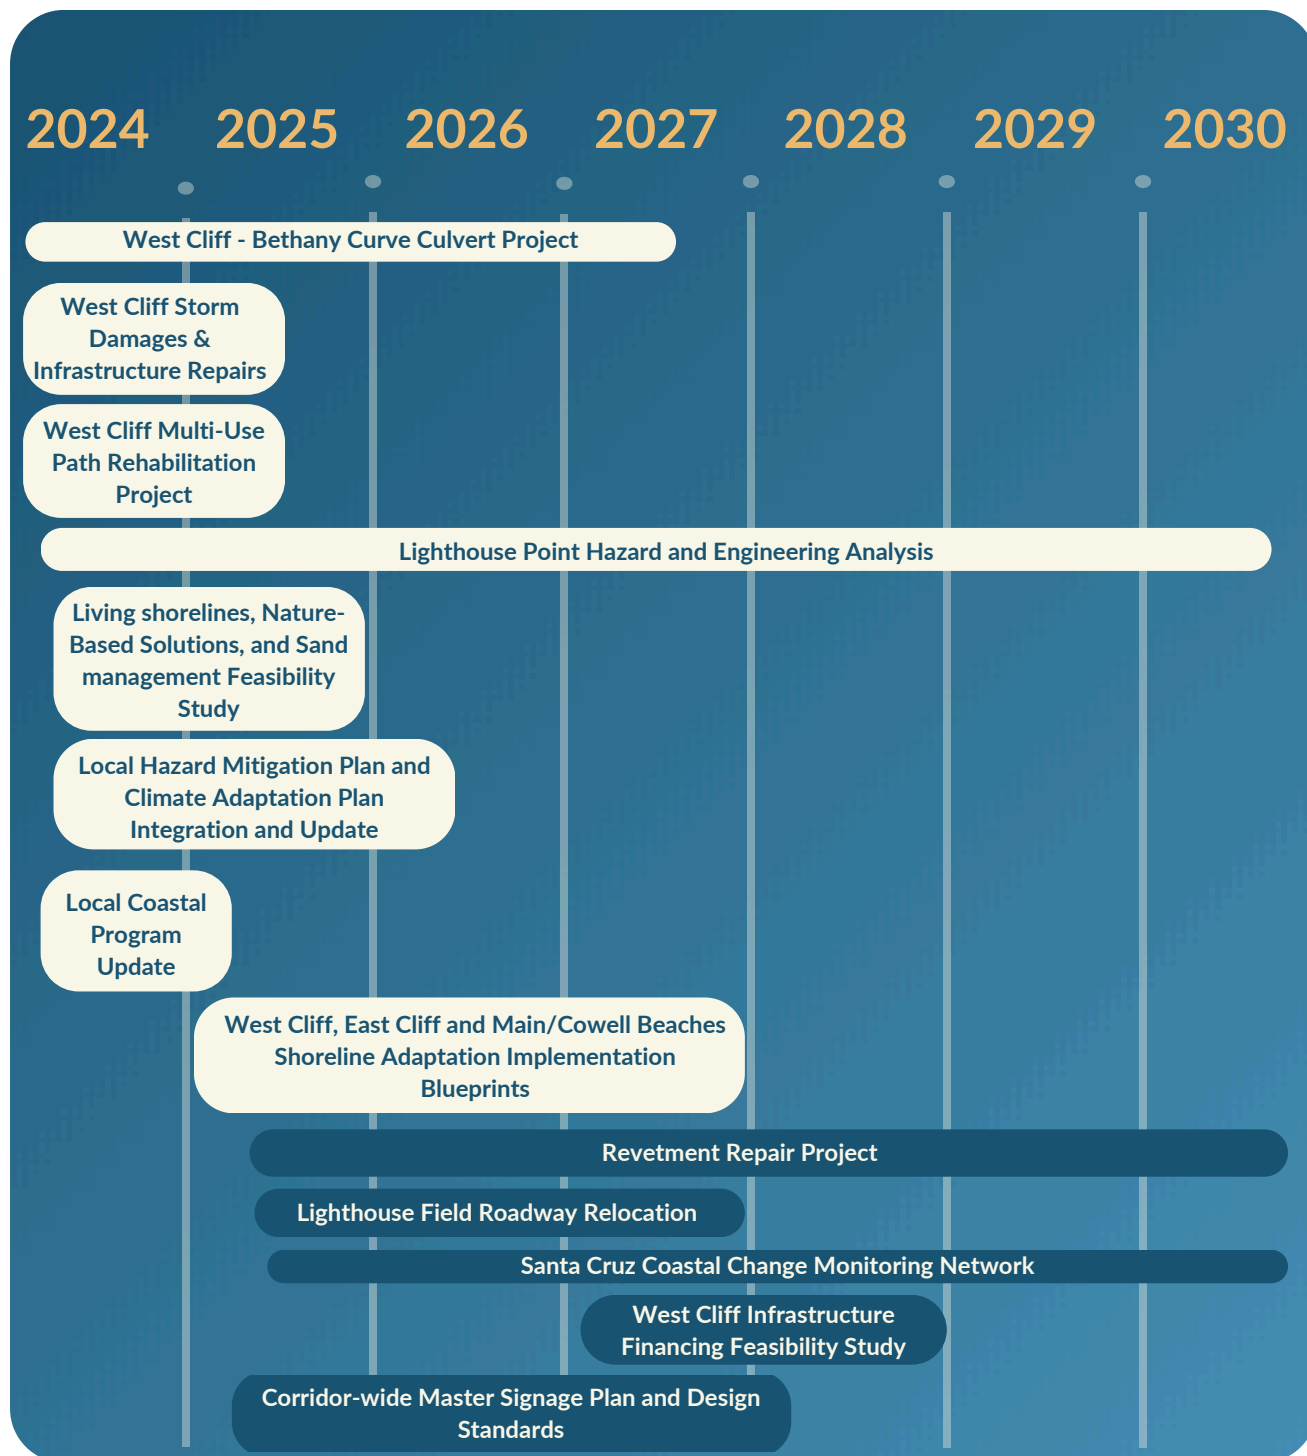 2024 2025 2026 2027 2028 2029 2030
West Cliff - Bethany Curve Culvert Project
West Cliff Storm
Damages &
Infrastructure Repairs
West Cliff Multi-Use
Path Rehabilitation
Project
Lighthouse Point Hazard and Engineering Analysis
Living shorelines, Nature-
Based Solutions, and Sand
management Feasibility
Study
Local Hazard Mitigation Plan and
Climate Adaptation Plan
Integration and Update
Local Coastal
Program
Update
West Cliff, East Cliff and Main/Cowell Beaches
Shoreline Adaptation Implementation
Blueprints
Revetment Repair Project
Lighthouse Field Roadway Relocation
Santa Cruz Coastal Change Monitoring Network
West Cliff Infrastructure
Financing Feasibility Study
Corridor-wide Master Signage Plan and Design
Standards